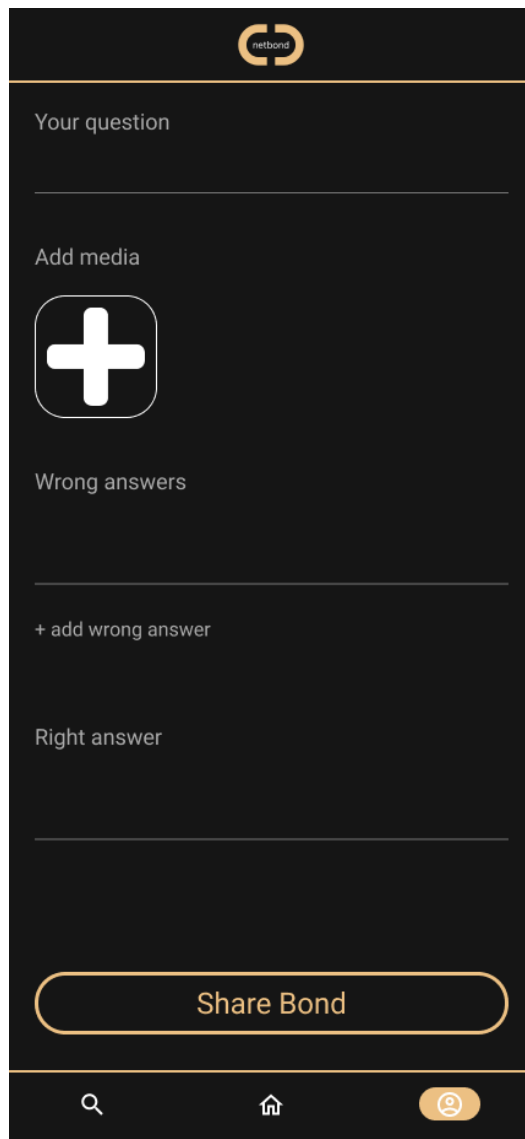 netbond
Your question
Add media
Wrong answers
+ add wrong answer
Right answer
Share Bond